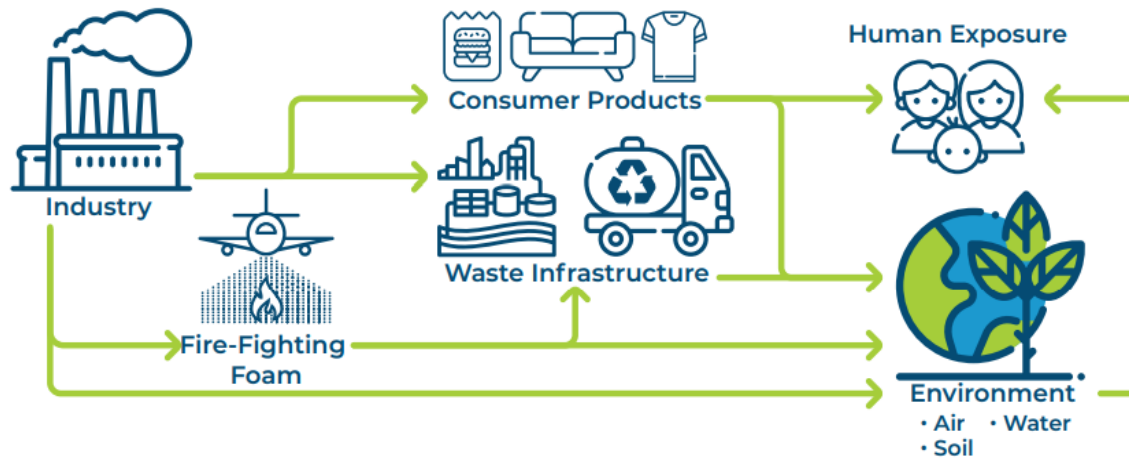 Human Exposure
Consumer Products
Industry
Waste Infrastructure
Fire-Fighting
Foam
Environment
· Air · Water
· Soil